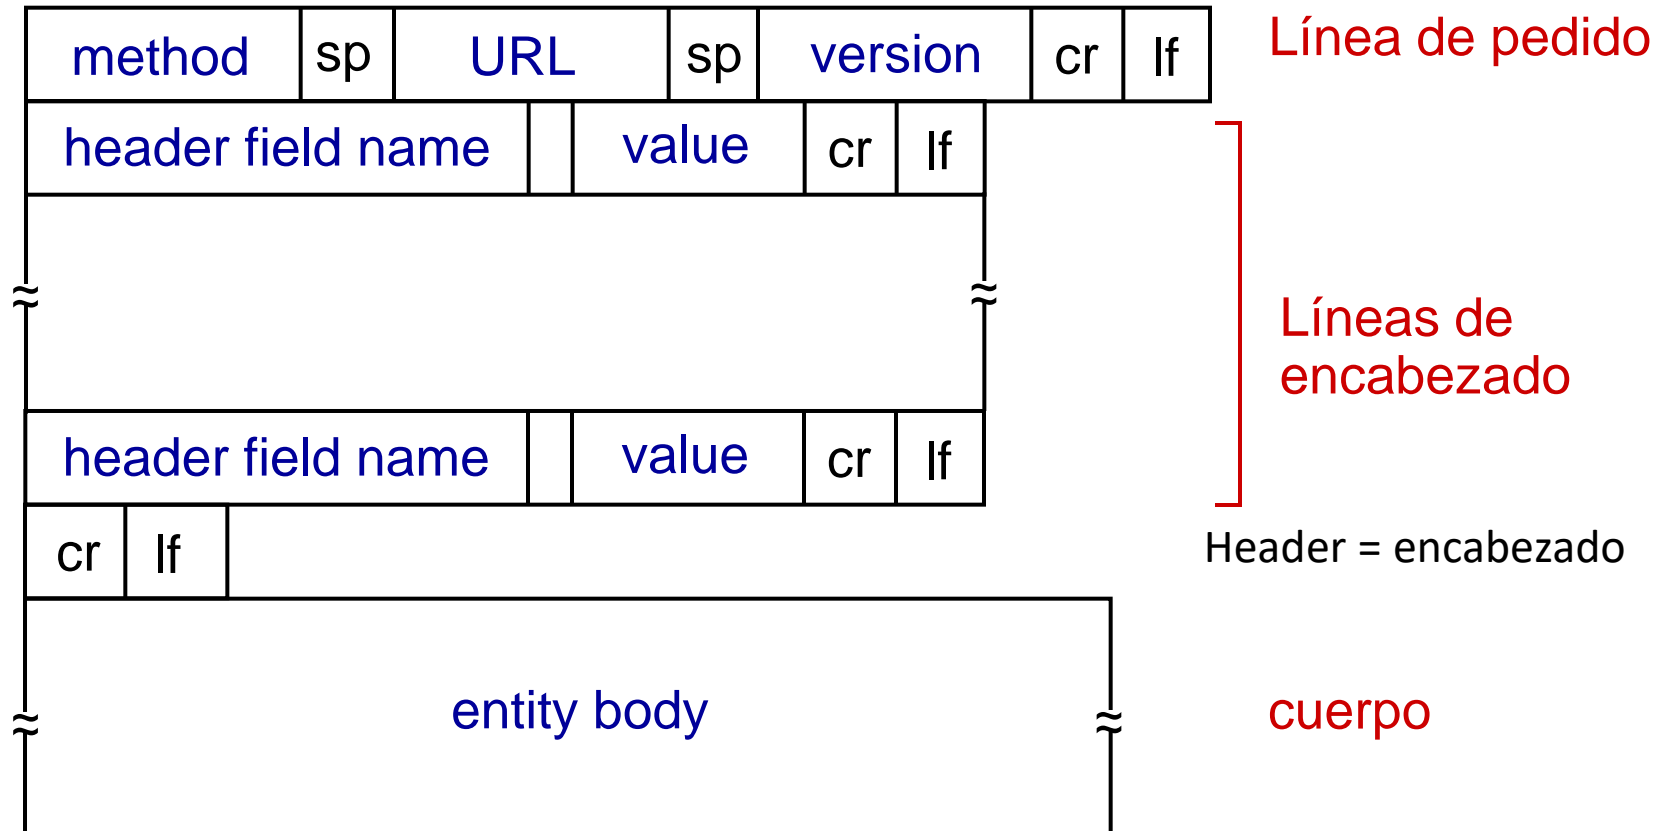 method sp URL sp version cr lf Línea de pedido
header field name value cr lf
Líneas de
encabezado
header field name value cr lf
cr lf
Header = encabezado
entity body cuerpo